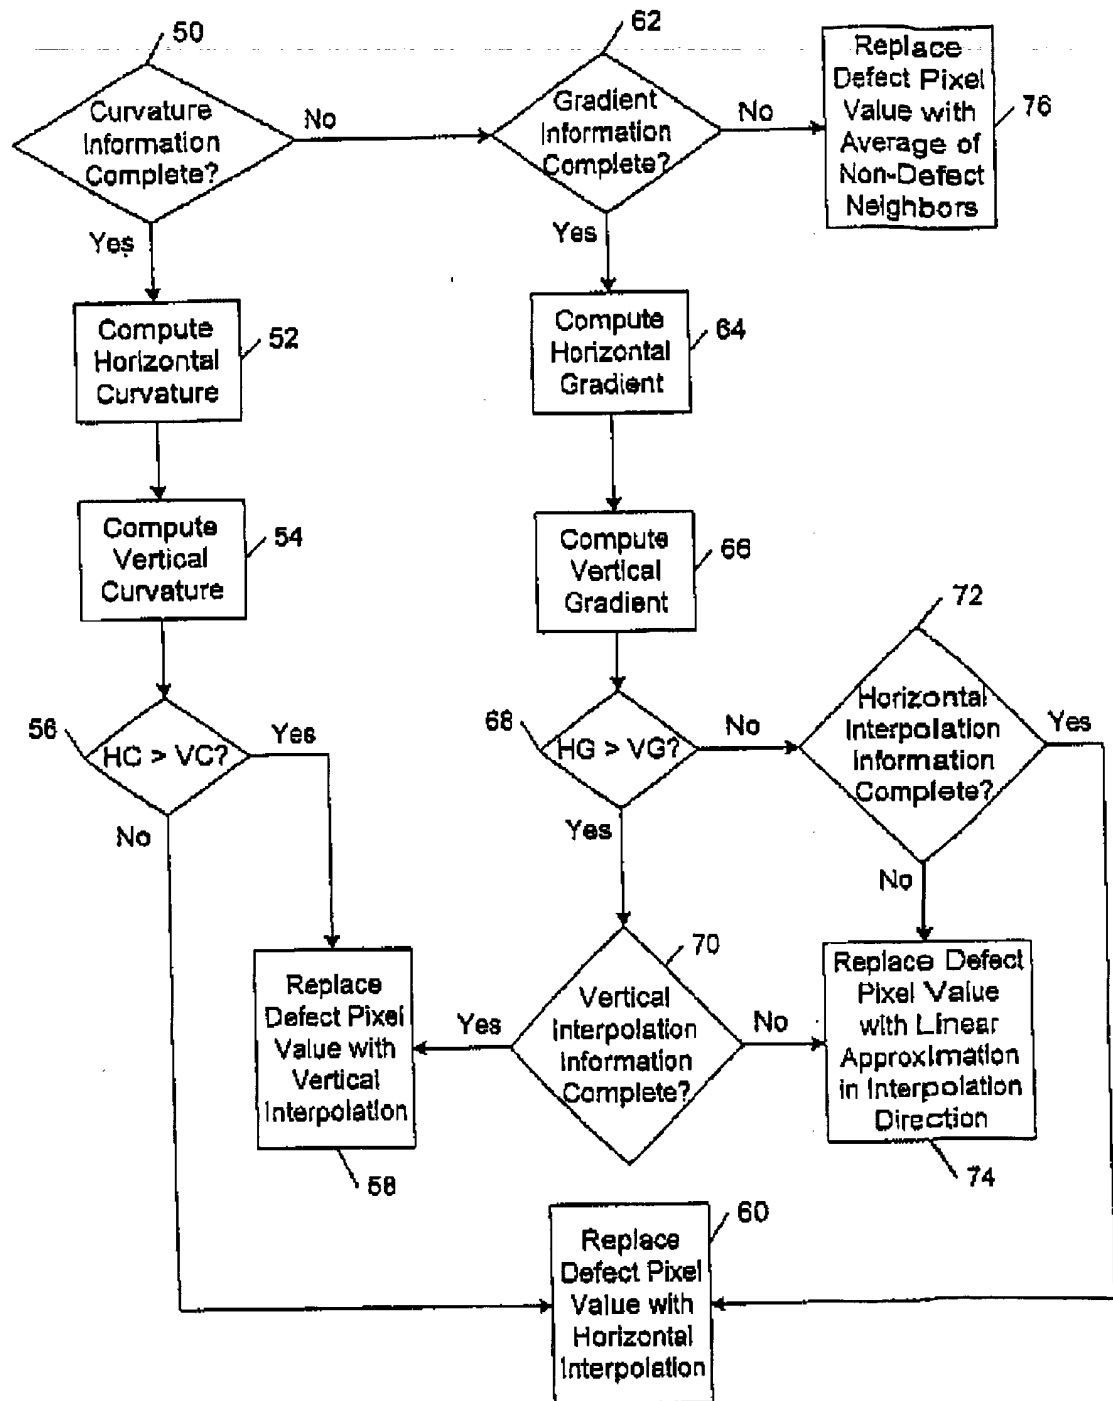 50
Curvature
Information
Complete?
No
Yes
62
Gradient
Information
Complete?
No
Yes
Replace
Defect Pixel
Value with
Average of
Non-Defect
Neighbors
76
Compute
Horizontal
Curvature
52
Compute
Horizontal
Gradient
64
Compute
Vertical
Curvature
54
Compute
Vertical
Gradient
66
56
HC > VC?
Yes
No
68
HG > VG?
No
Yes
72
Horizontal
Interpolation
Information
Complete?
Yes
No
Replace
Defect Pixel
Value with
Vertical
Interpolation
58
Yes
70
Vertical
Interpolation
Information
Complete?
No
Replace Defect
Pixel Value
with Linear
Approximation
in Interpolation
Direction
74
60
Replace
Defect Pixel
Value with
Horizontal
Interpolation